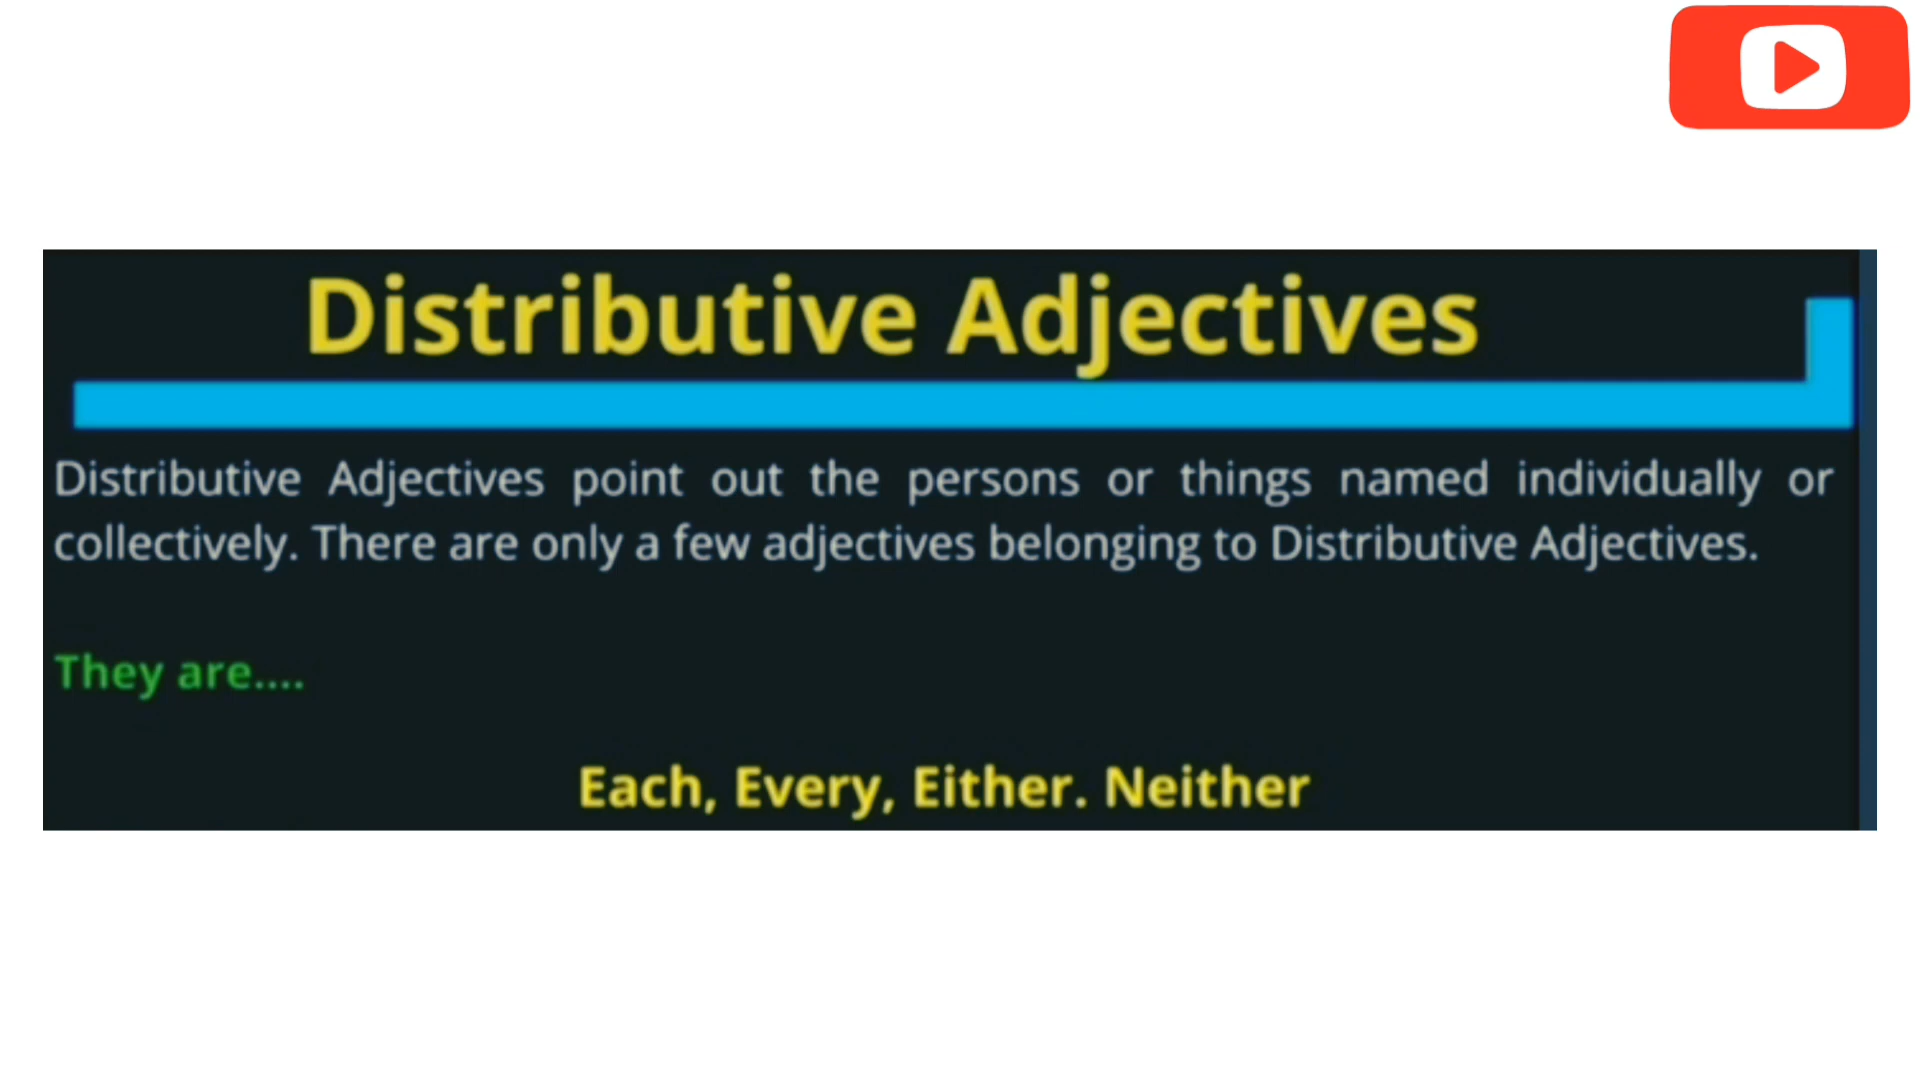 Distributive Adjectives
Distributive Adjectives point out the persons or things named individually or
collectively. There are only a few adjectives belonging to Distributive Adjectives.
They are....
Each, Every, Either. Neither